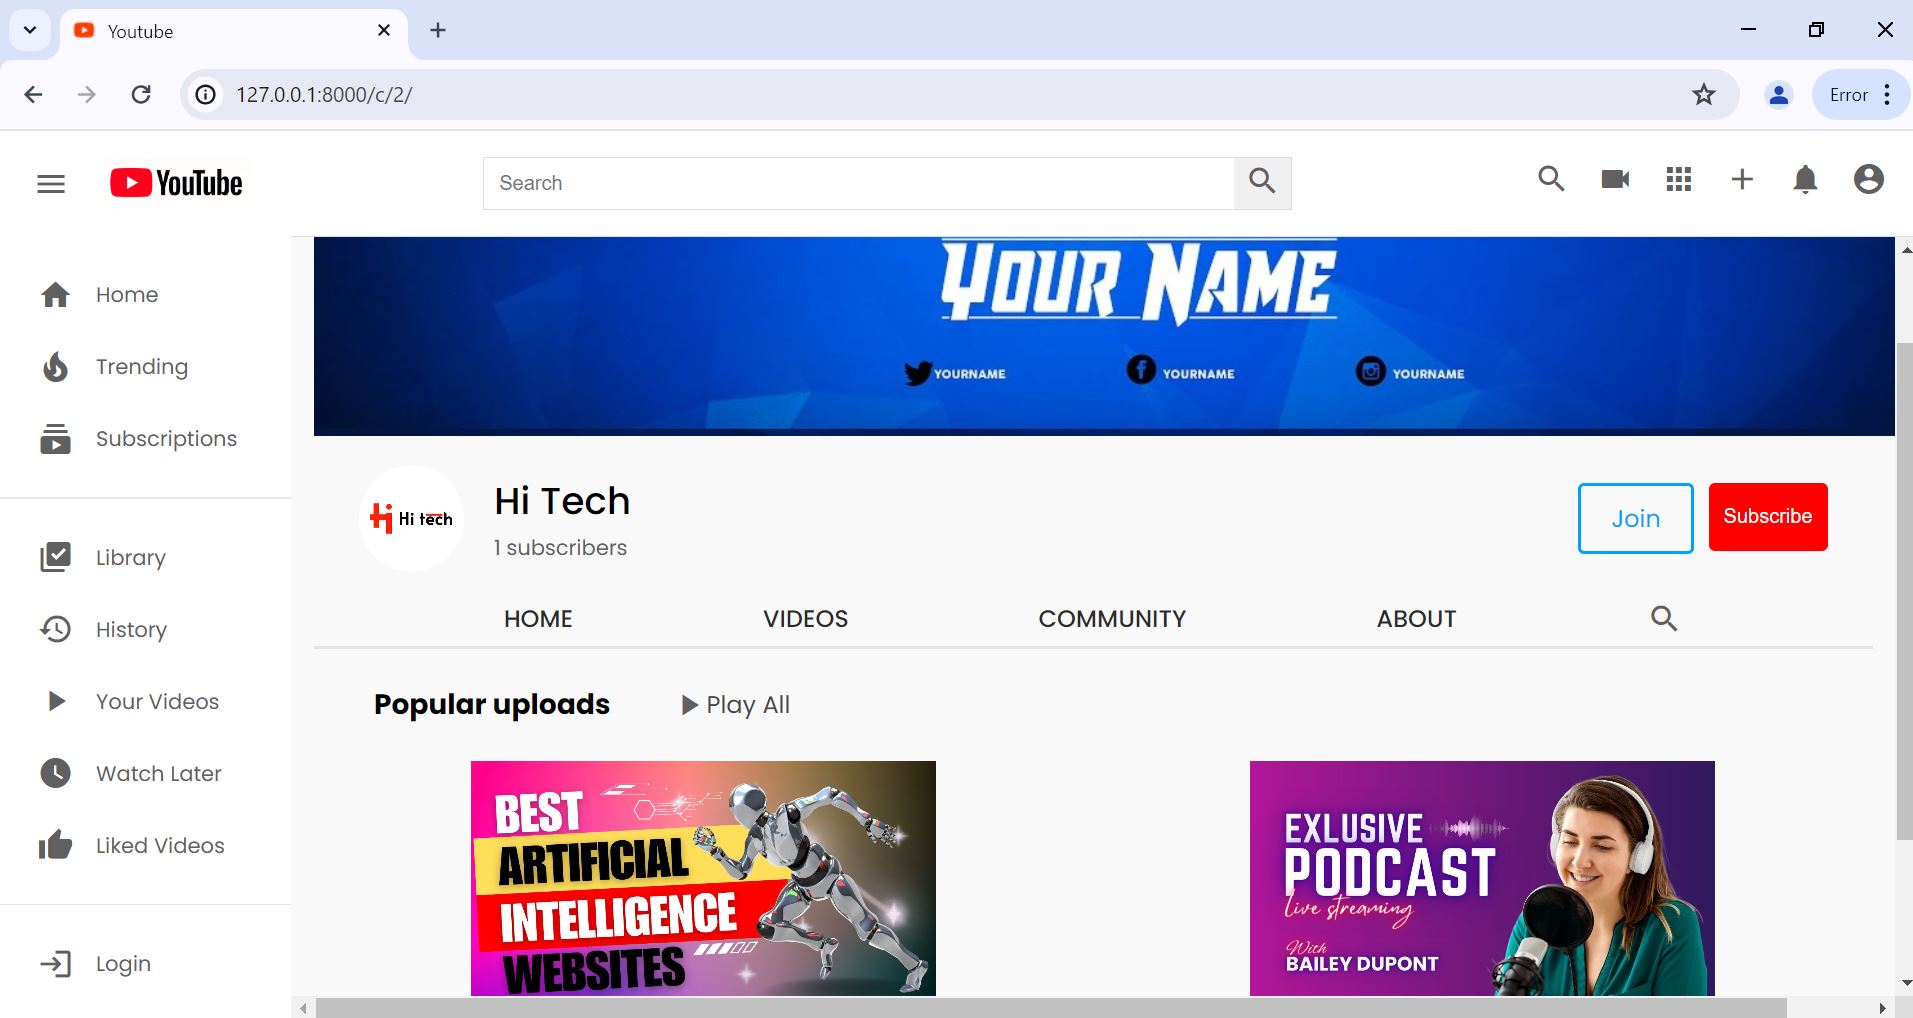 Youtube
127.0.0.1:8000/c/2/
Error
YouTube
Search
Home
Trending
Subscriptions
Library
History
Your Videos
Watch Later
Liked Videos
Login
YOUR NAME
YOURNAME YOURNAME YOURNAME
Hi tech
Hi Tech
1 subscribers
Join
Subscribe
HOME VIDEOS COMMUNITY ABOUT
Popular uploads
Play All
BEST
ARTIFICIAL
INTELLIGENCE
WEBSITES
EXLUSIVE
PODCAST
live streaming
With
BAILEY DUPONT